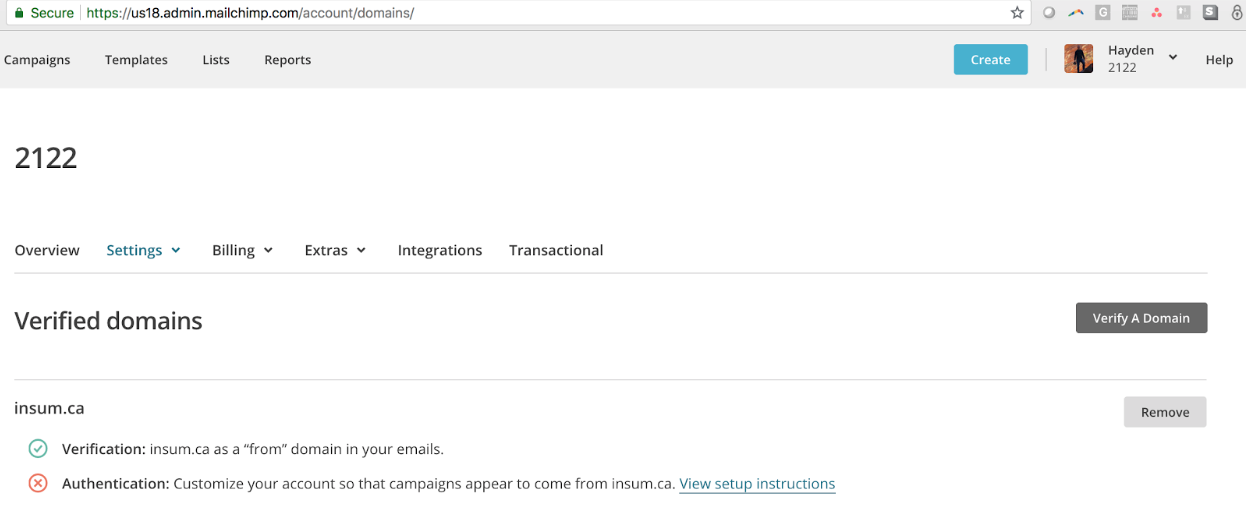 Secure https://us18.admin.mailchimp.com/account/domains/
G
S
Campaigns Templates Lists Reports Create Hayden Help
2122
2122
Overview Settings Billing Extras Integrations Transactional
Verified domains Verify A Domain
insum.ca Remove
Verification: insum.ca as a “from” domain in your emails.
Authentication: Customize your account so that campaigns appear to come from insum.ca. View setup instructions